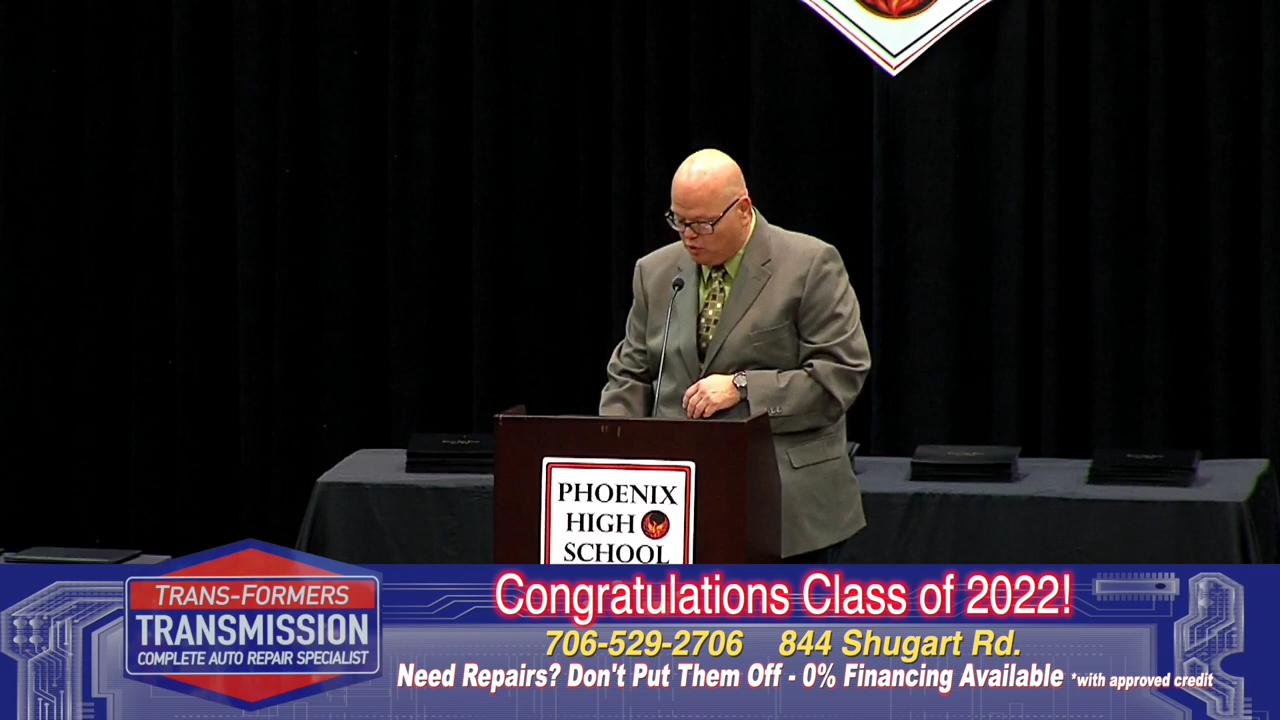 PHOENIX
HIGH
SCHOOL
TRANS-FORMERS
TRANSMISSION
COMPLETE AUTO REPAIR SPECIALIST
Congratulations Class of 2022!
706-529-2706 844 Shugart Rd.
Need Repairs? Don't Put Them Off - 0% Financing Available *with approved credit